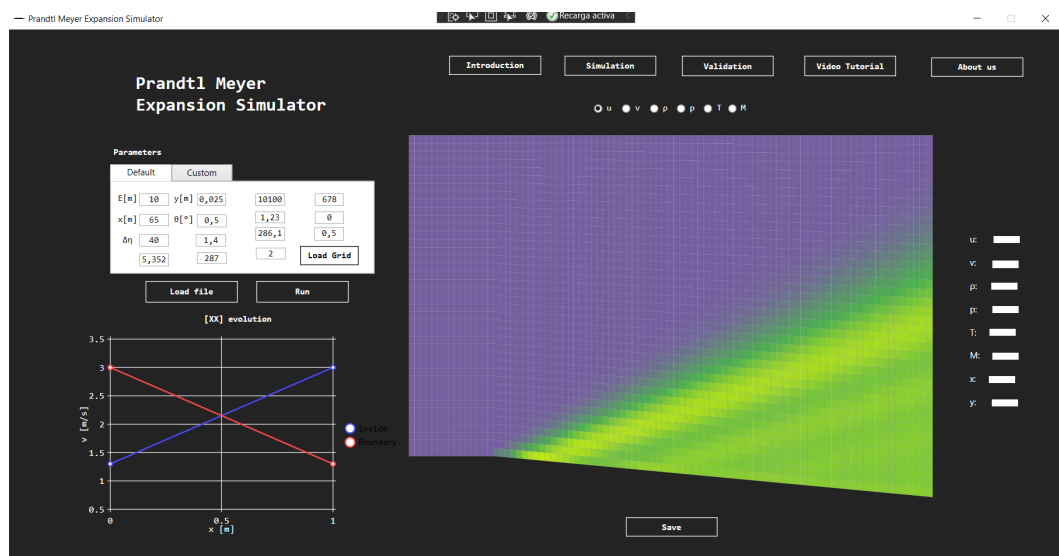 Prandtl Meyer Expansion Simulator
Recarga activa
Introduction
Simulation
Validation
Video Tutorial
About us
Prandtl Meyer
Expansion Simulator
u v ρ p T M
Parameters
Default Custom
E[m] 10 y[m] 0,025 10100 678
x[m] 65 θ[°] 0,5 1,23 0
Δη 40 1,4 286,1 0,5
5,352 287 2 Load Grid
Load file Run
[XX] evolution
3.5
3
2.5
2
1.5
1
0.5
v [m/s]
0 0.5 1
x [m]
Inside
Boundary
u:
v:
ρ:
p:
T:
M:
x:
y:
Save